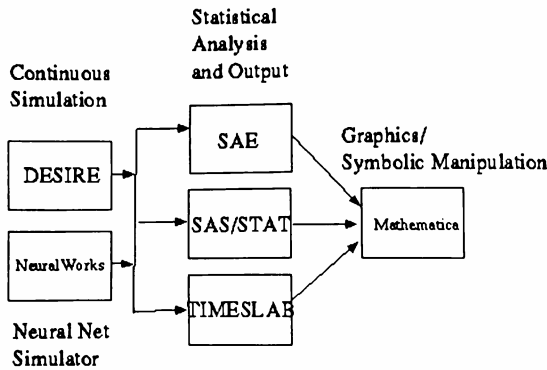 Statistical
Analysis
and Output
Continuous
Simulation
SAE
Graphics/
Symbolic Manipulation
DESIRE
SAS/STAT
Mathematica
NeuralWorks
TIMESLAB
Neural Net
Simulator